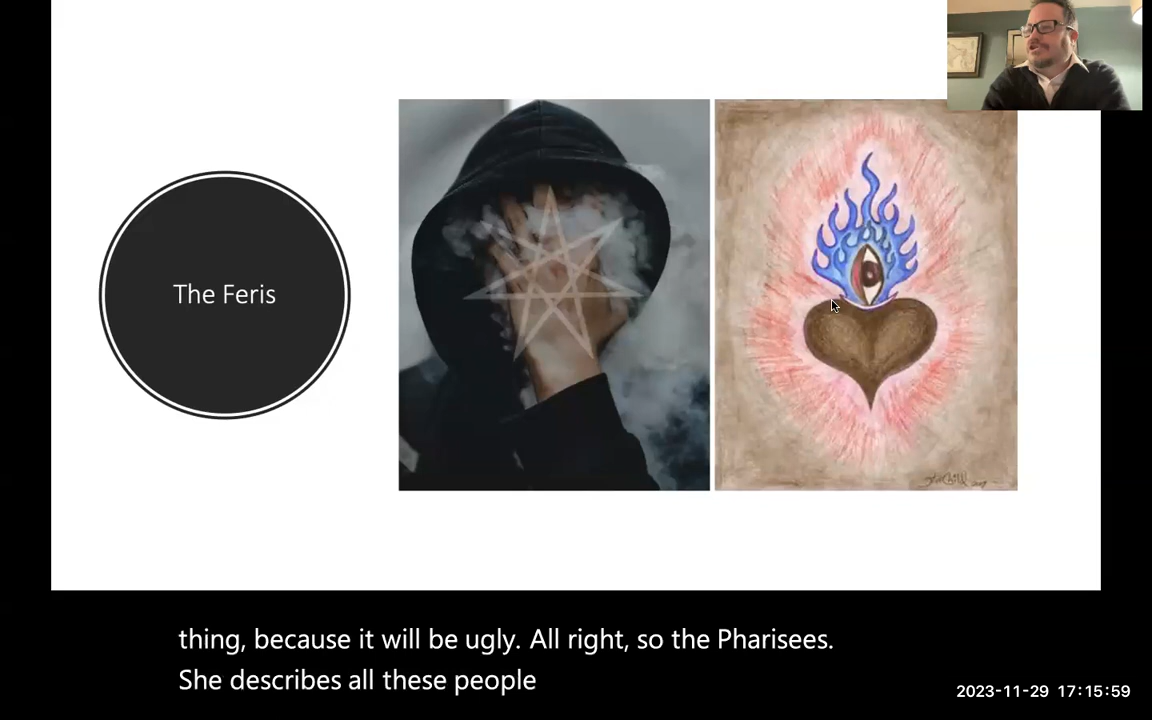 The Feris
thing, because it will be ugly. All right, so the Pharisees.
She describes all these people
2023-11-29 17:15:59